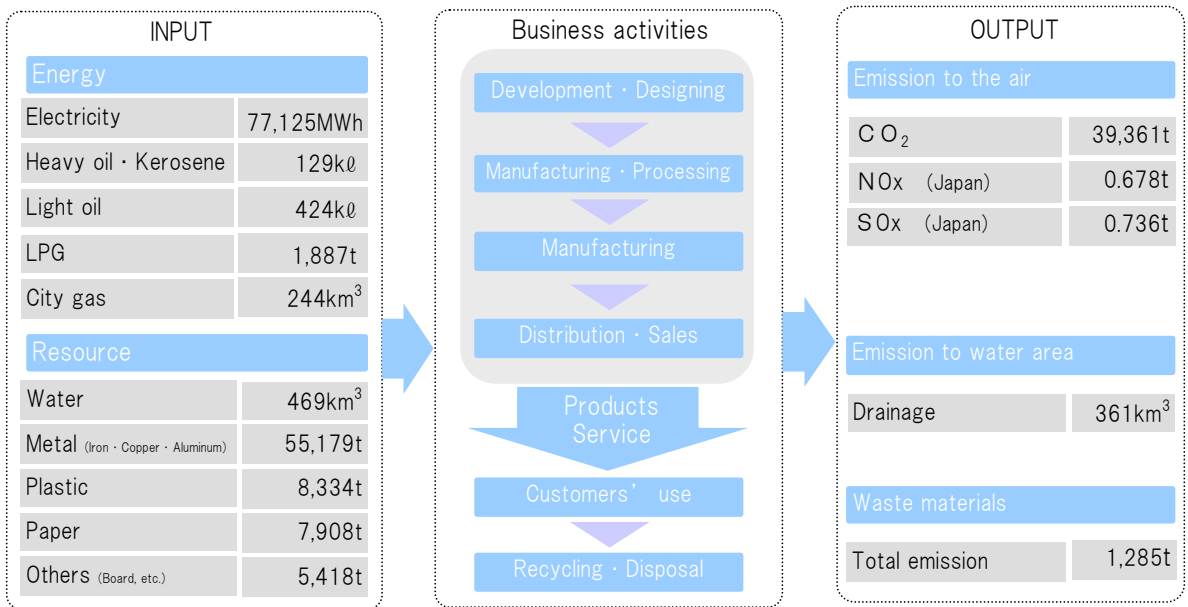 INPUT
Energy
Electricity 77,125MWh
Heavy oil・Kerosene 129kℓ
Light oil 424kℓ
LPG 1,887t
City gas 244km³
Resource
Water 469km³
Metal (Iron・Copper・Aluminum) 55,179t
Plastic 8,334t
Paper 7,908t
Others (Board, etc.) 5,418t
Business activities
Development・Designing
Manufacturing・Processing
Manufacturing
Distribution・Sales
Products
Service
Customers’ use
Recycling・Disposal
OUTPUT
Emission to the air
CO₂ 39,361t
NOx (Japan) 0.678t
SOx (Japan) 0.736t
Emission to water area
Drainage 361km³
Waste materials
Total emission 1,285t